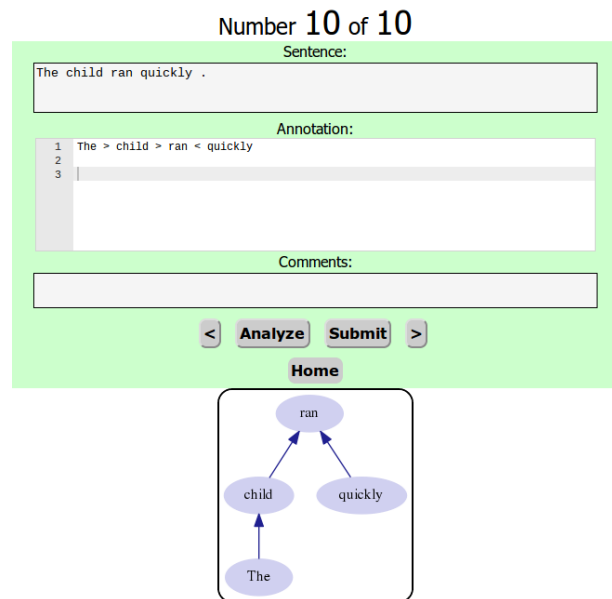 Number 10 of 10
Sentence:
The child ran quickly .
Annotation:
1 The > child > ran < quickly
2
3
Comments:
< Analyze Submit >
Home
ran
child quickly
The